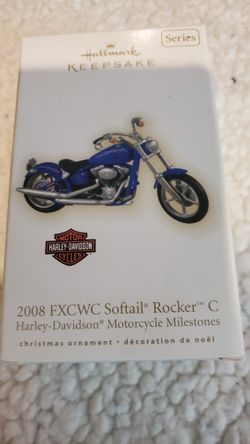 Hallmark
KEEPSAKE
Series
MOTOR
HARLEY-DAVIDSON
CYCLES
2008 FXCWC Softail® Rocker™ C
Harley-Davidson® Motorcycle Milestones
christmas ornament • décoration de noël